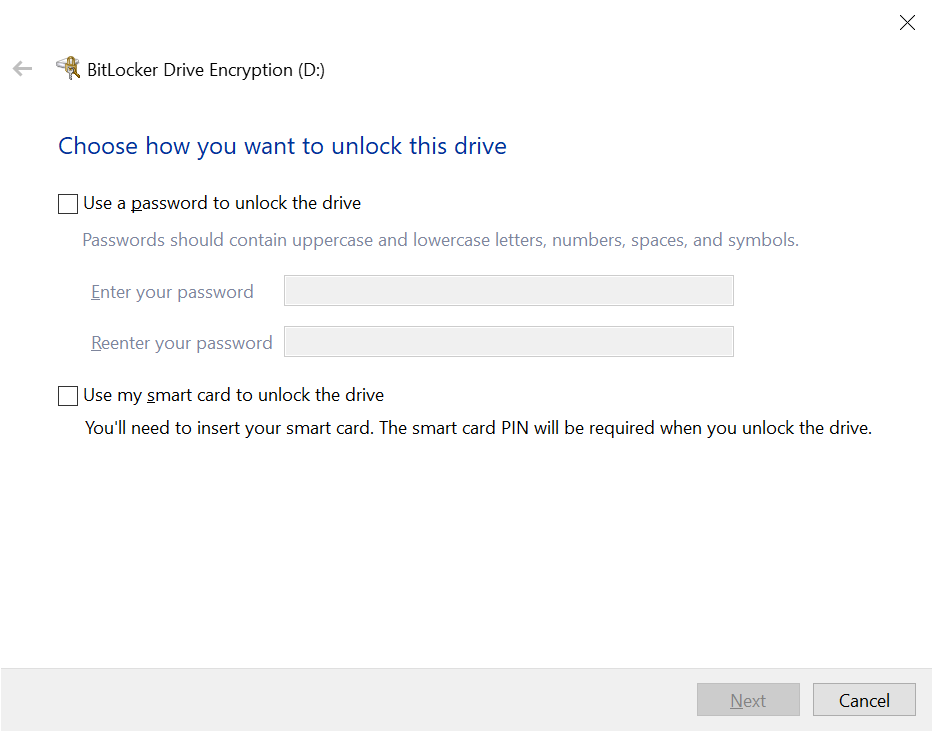 BitLocker Drive Encryption (D:)
Choose how you want to unlock this drive
Use a password to unlock the drive
Passwords should contain uppercase and lowercase letters, numbers, spaces, and symbols.
Enter your password
Reenter your password
Use my smart card to unlock the drive
You'll need to insert your smart card. The smart card PIN will be required when you unlock the drive.
Next
Cancel